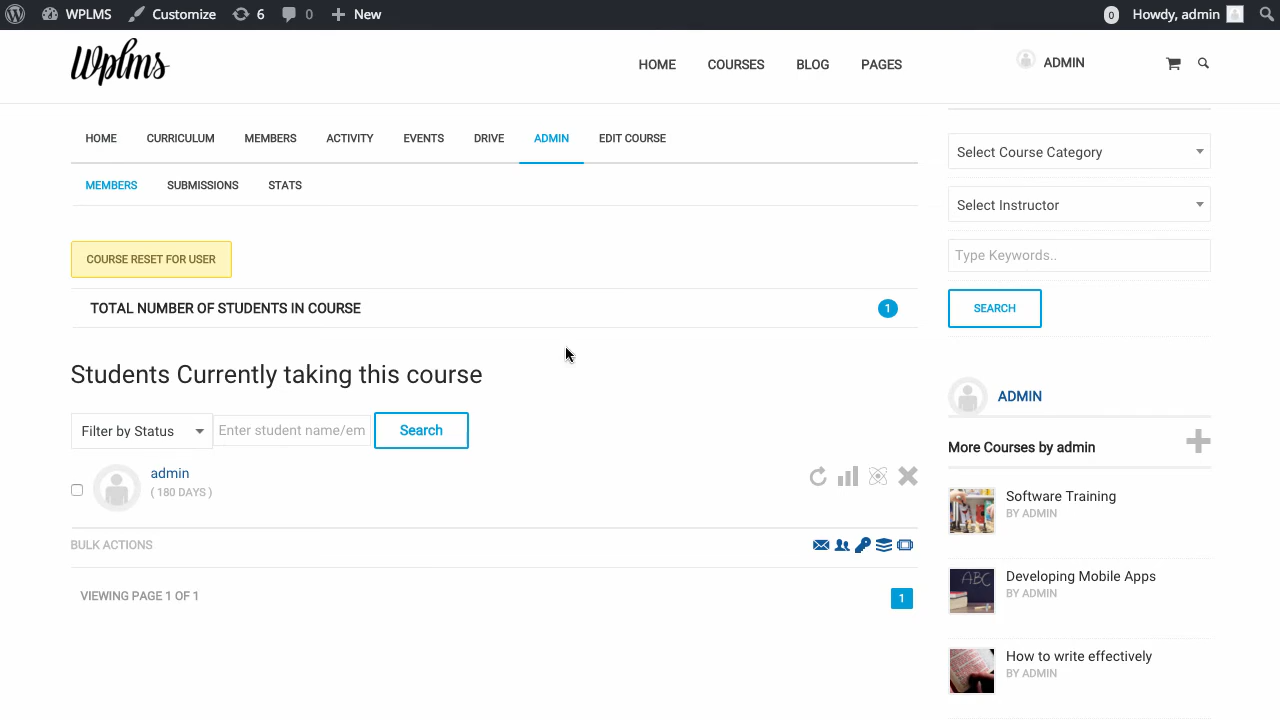 WPLMS Customize 6 0 New 0 Howdy, admin
Wplms HOME COURSES BLOG PAGES ADMIN
HOME CURRICULUM MEMBERS ACTIVITY EVENTS DRIVE ADMIN EDIT COURSE
MEMBERS SUBMISSIONS STATS
COURSE RESET FOR USER
TOTAL NUMBER OF STUDENTS IN COURSE 1
Students Currently taking this course
Filter by Status Enter student name/em Search
admin
( 180 DAYS )
BULK ACTIONS
VIEWING PAGE 1 OF 1 1
Select Course Category
Select Instructor
Type Keywords..
SEARCH
ADMIN
More Courses by admin
Software Training
BY ADMIN
ABC
Developing Mobile Apps
BY ADMIN
How to write effectively
BY ADMIN